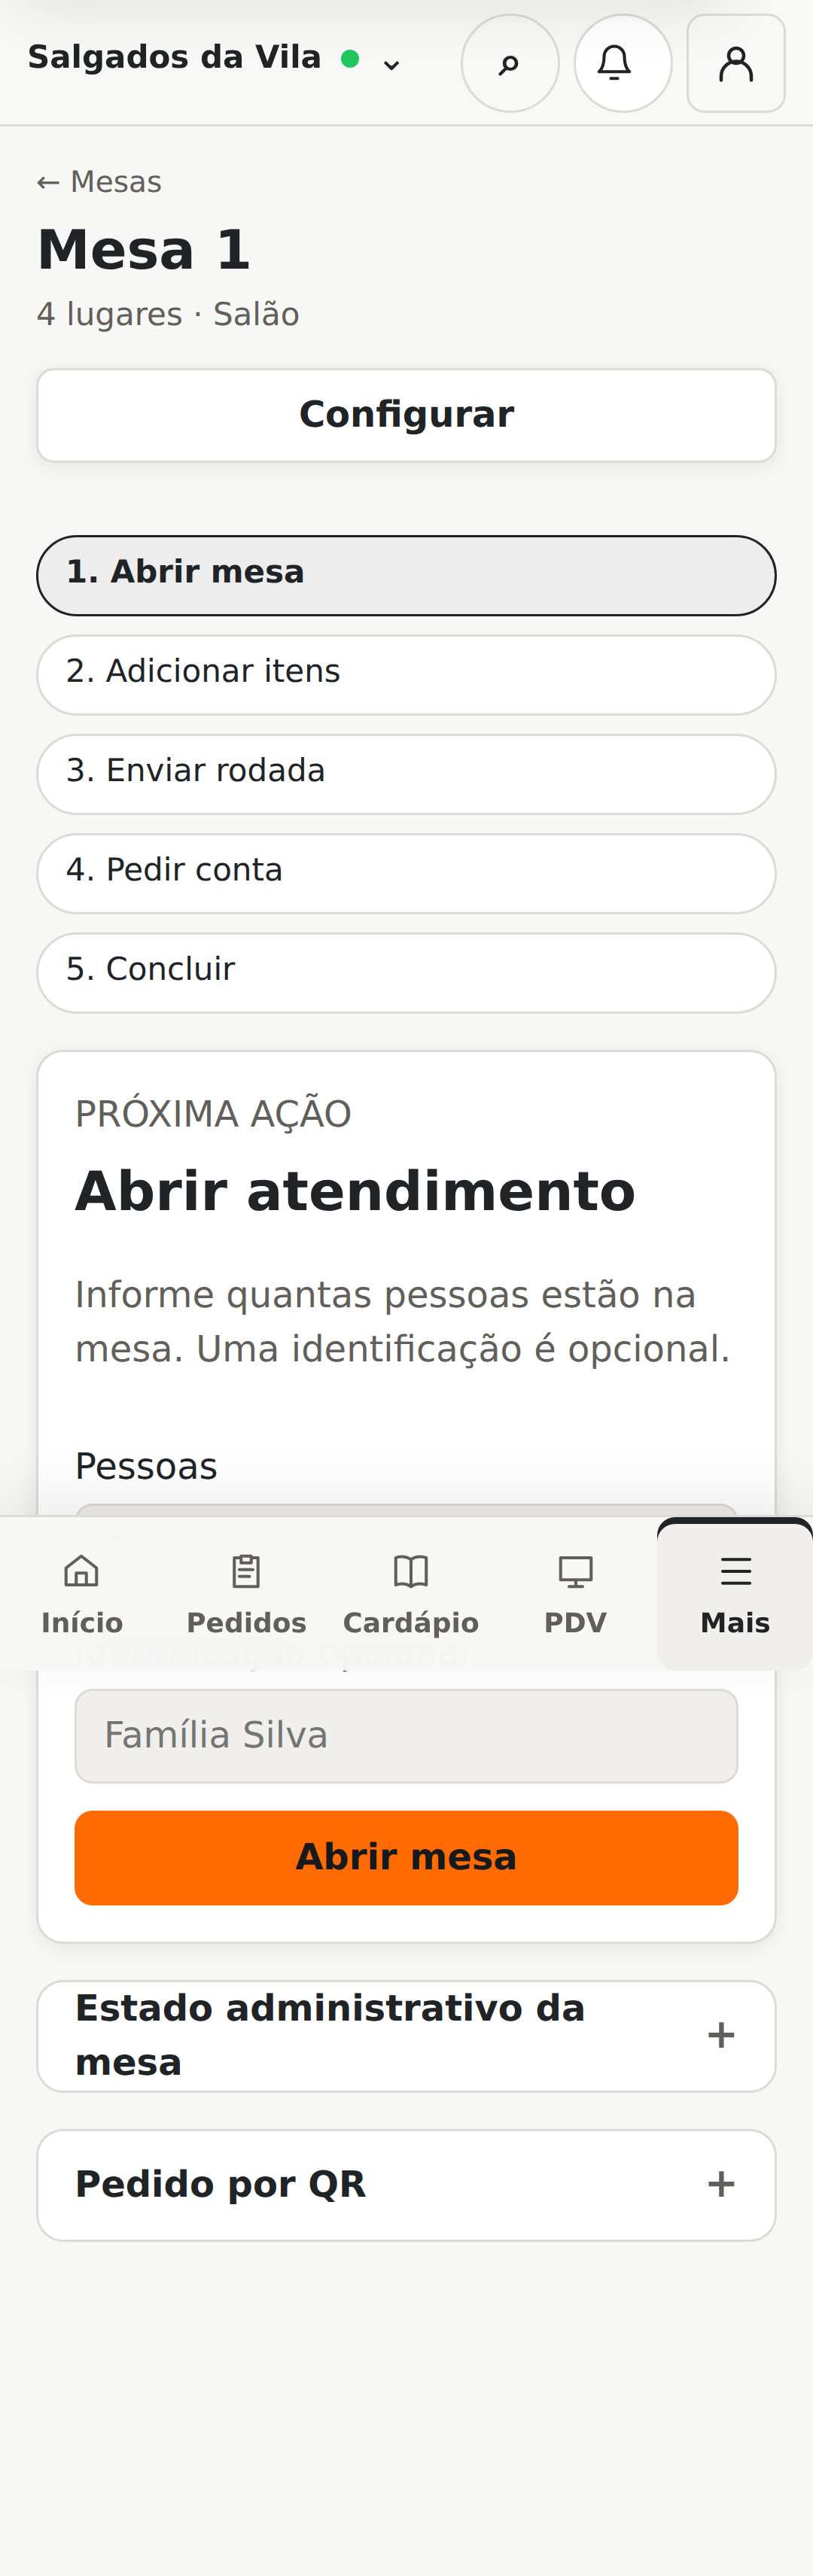 Salgados da Vila
← Mesas
Mesa 1
4 lugares · Salão
Configurar
1. Abrir mesa
2. Adicionar itens
3. Enviar rodada
4. Pedir conta
5. Concluir
PRÓXIMA AÇÃO
Abrir atendimento
Informe quantas pessoas estão na
mesa. Uma identificação é opcional.
Pessoas
Início
Pedidos
Cardápio
PDV
Mais
Família Silva
Abrir mesa
Estado administrativo da
mesa
+
Pedido por QR
+